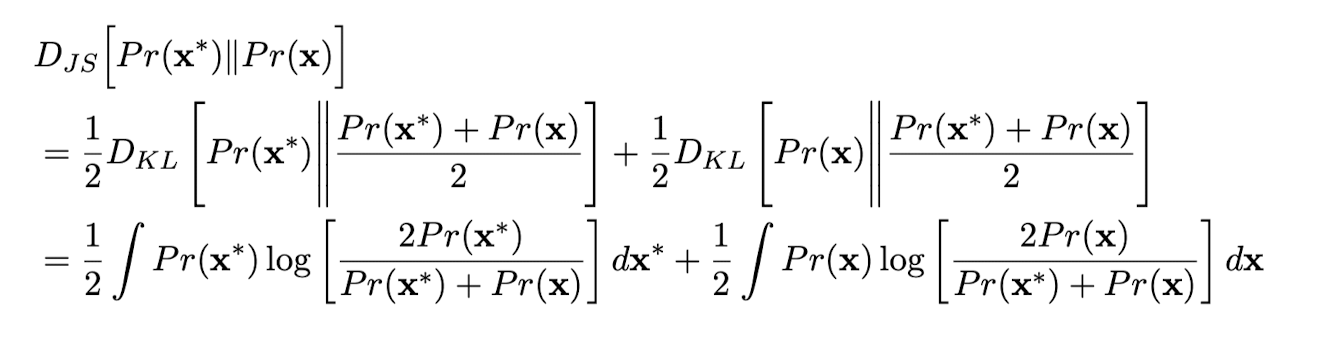 D_{JS}\left[Pr(\mathbf{x}^*) \| Pr(\mathbf{x})\right]
= \frac{1}{2} D_{KL}\left[Pr(\mathbf{x}^*) \middle\| \frac{Pr(\mathbf{x}^*) + Pr(\mathbf{x})}{2}\right] + \frac{1}{2} D_{KL}\left[Pr(\mathbf{x}) \middle\| \frac{Pr(\mathbf{x}^*) + Pr(\mathbf{x})}{2}\right]
= \frac{1}{2} \int Pr(\mathbf{x}^*) \log\left[\frac{2Pr(\mathbf{x}^*)}{Pr(\mathbf{x}^*) + Pr(\mathbf{x})}\right] d\mathbf{x}^* + \frac{1}{2} \int Pr(\mathbf{x}) \log\left[\frac{2Pr(\mathbf{x})}{Pr(\mathbf{x}^*) + Pr(\mathbf{x})}\right] d\mathbf{x}